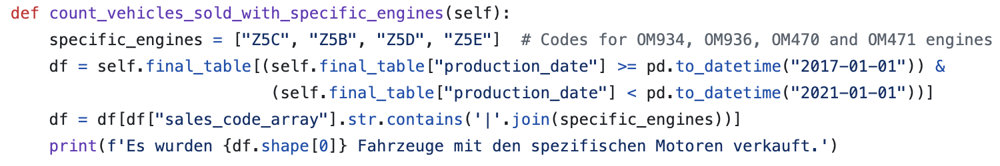 def count_vehicles_sold_with_specific_engines(self):
    specific_engines = ["Z5C", "Z5B", "Z5D", "Z5E"]  # Codes for OM934, OM936, OM470 and OM471 engines
    df = self.final_table[(self.final_table["production_date"] >= pd.to_datetime("2017-01-01")) &
                          (self.final_table["production_date"] < pd.to_datetime("2021-01-01"))]
    df = df[df["sales_code_array"].str.contains('|'.join(specific_engines))]
    print(f'Es wurden {df.shape[0]} Fahrzeuge mit den spezifischen Motoren verkauft.')